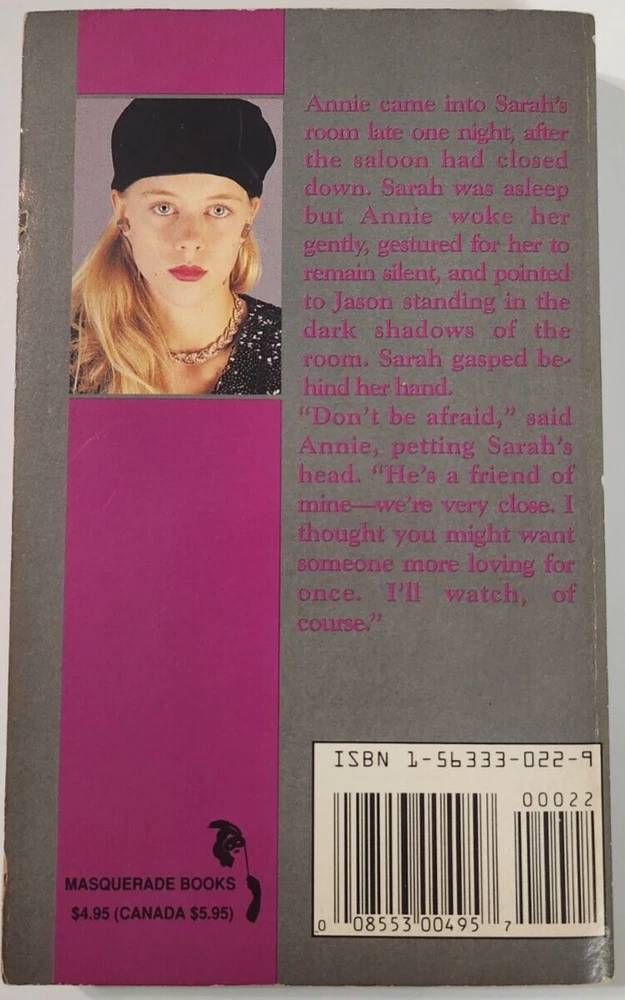 Annie came into Sarah's
room late one night, after
the saloon had closed
down. Sarah was asleep
but Annie woke her
gently, gestured for her to
remain silent, and pointed
to Jason standing in the
dark shadows of the
room. Sarah gasped be-
hind her hand.
"Don't be afraid," said
Annie, petting Sarah's
head. "He's a friend of
mine—we're very close. I
thought you might want
someone more loving for
once. I'll watch, of
course."
ISBN 1-56333-022-9
00022
0 08553 00495 7
MASQUERADE BOOKS
$4.95 (CANADA $5.95)